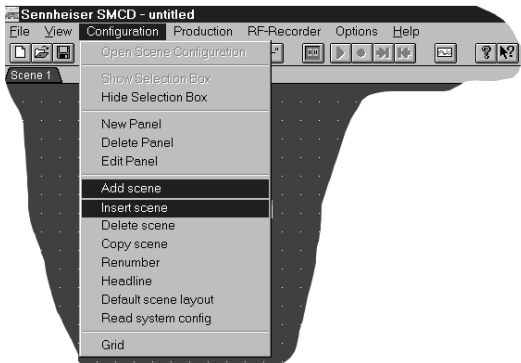 Sennheiser SMCD - untitled
File View Configuration Production RF-Recorder Options Help
Scene 1
Open Scene Configuration
Show Selection Box
Hide Selection Box
New Panel
Delete Panel
Edit Panel
Add scene
Insert scene
Delete scene
Copy scene
Renumber
Headline
Default scene layout
Read system config
Grid